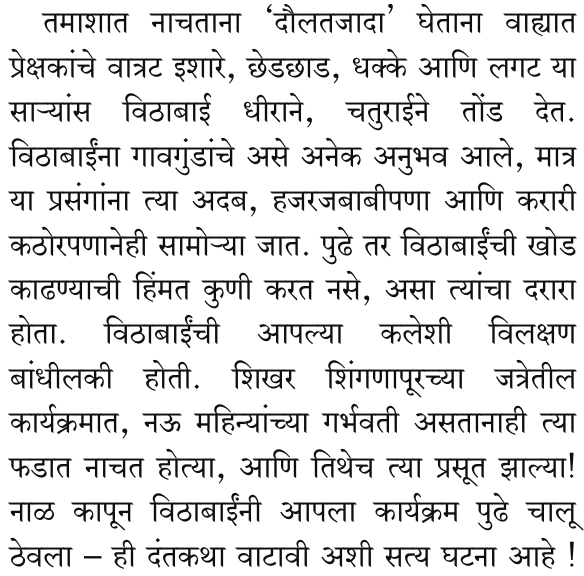 तमाशात नाचताना ‘दौलतजादा’ घेताना वाह्यात
प्रेक्षकांचे वात्रट इशारे, छेडछाड, धक्के आणि लगट या
साऱ्यांस विठाबाई धीराने, चतुराईने तोंड देत.
विठाबाईंना गावगुंडांचे असे अनेक अनुभव आले, मात्र
या प्रसंगांना त्या अदब, हजरजबाबीपणा आणि करारी
कठोरपणानेही सामोऱ्या जात. पुढे तर विठाबाईंची खोड
काढण्याची हिंमत कुणी करत नसे, असा त्यांचा दरारा
होता. विठाबाईंची आपल्या कलेशी विलक्षण
बांधीलकी होती. शिखर शिंगणापूरच्या जत्रेतील
कार्यक्रमात, नऊ महिन्यांच्या गर्भवती असतानाही त्या
फडात नाचत होत्या, आणि तिथेच त्या प्रसूत झाल्या!
नाळ कापून विठाबाईंनी आपला कार्यक्रम पुढे चालू
ठेवला – ही दंतकथा वाटावी अशी सत्य घटना आहे !